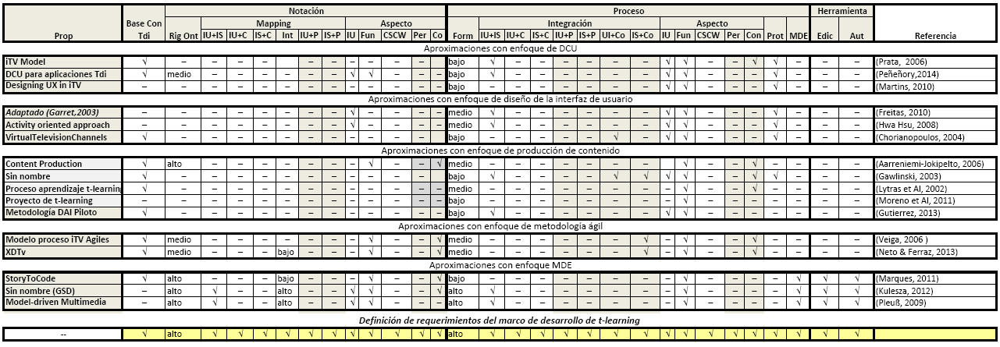 Notación Proceso Herramienta
Base Con Tdi Mapping Aspecto Integración Aspecto
Prop Rig Ont IU+IS IU+C IS+C Int IU+P IS+P IU Fun CSCW Per Co Form IU+IS IU+C IS+C IU+P IS+P UI+Co IS+Co IU Fun CSCW Per Con Prot MDE Edic Aut Referencia
Aproximaciones con enfoque de DCU
iTV Model √ – – – – – – – – – – – – bajo √ – – – – – – √ √ – – √ √ – – – (Prata, 2006)
DCU para aplicaciones Tdi √ medio – – – – – – √ √ – – – bajo √ – – – – – – √ √ – – – √ – – – (Peñeñory,2014)
Designing UX in iTV – – – – – – – – – – – – – bajo – – – – – – – √ √ – – – √ – – – (Martins, 2010)
Aproximaciones con enfoque de diseño de la interfaz de usuario
Adaptado (Garret,2003) – – – – – – – – √ – – – – medio √ – – – – – – √ √ – – – √ – – – (Freitas, 2010)
Activity oriented approach – – – – – – – – √ – – – – medio √ – – – – – – √ √ – – – √ – – – (Hwa Hsu, 2008)
VirtualTelevisionChannels √ – – – – – – – √ – – – – bajo – – – – – √ – √ √ – – – √ – – – (Chorianopoulos, 2004)
Aproximaciones con enfoque de producción de contenido
Content Production √ alto – – – – – – – √ – – √ medio – – – – – – – – √ – – √ – – – – (Aarreniemi-Jokipelto, 2006)
Sin nombre √ – – – – – – – – – – – – bajo √ – – – – √ √ √ √ – – √ √ – – – (Gawlinski, 2003)
Proceso aprendizaje t-learning √ – – – – – – – – – – – – medio – – – – – – – – √ – – √ – – – – (Lytras et Al, 2002)
Proyecto de t-learning – – – – – – – – – – – – – bajo – – – – – – – – √ – – – – – – – (Moreno et Al, 2011)
Metodología DAI Piloto √ – – – – – – – – – – – – bajo √ – – – – – – √ √ – – – – – – – (Gutierrez, 2013)
Aproximaciones con enfoque de metodología ágil
Modelo proceso iTV Agiles √ medio – – – – – – – √ – – √ medio – – – – – – √ – √ – – √ – – – – (Veiga, 2006 )
XDTv √ medio – – – bajo – – – √ – – √ medio – – – – – – √ – √ – – √ – – – – (Neto & Ferraz, 2013)
Aproximaciones con enfoque MDE
StoryToCode √ alto – – – bajo – – – √ – – √ bajo – – – – – – – – √ – – – – √ √ √ (Marques, 2011)
Sin nombre (GSD) – alto √ – – alto – – √ √ – – √ alto √ – – – – – – – √ – – – – √ √ √ (Kulesza, 2012)
Model-driven Multimedia – alto √ – – alto – – √ √ – – – alto √ – – – – – – – √ – – – – √ √ √ (Pleuß, 2009)
Definición de requerimientos del marco de desarrollo de t-learning
-- √ alto √ √ √ √ √ √ √ √ √ √ √ alto √ √ √ √ √ √ √ √ √ √ √ √ √ √ √ √